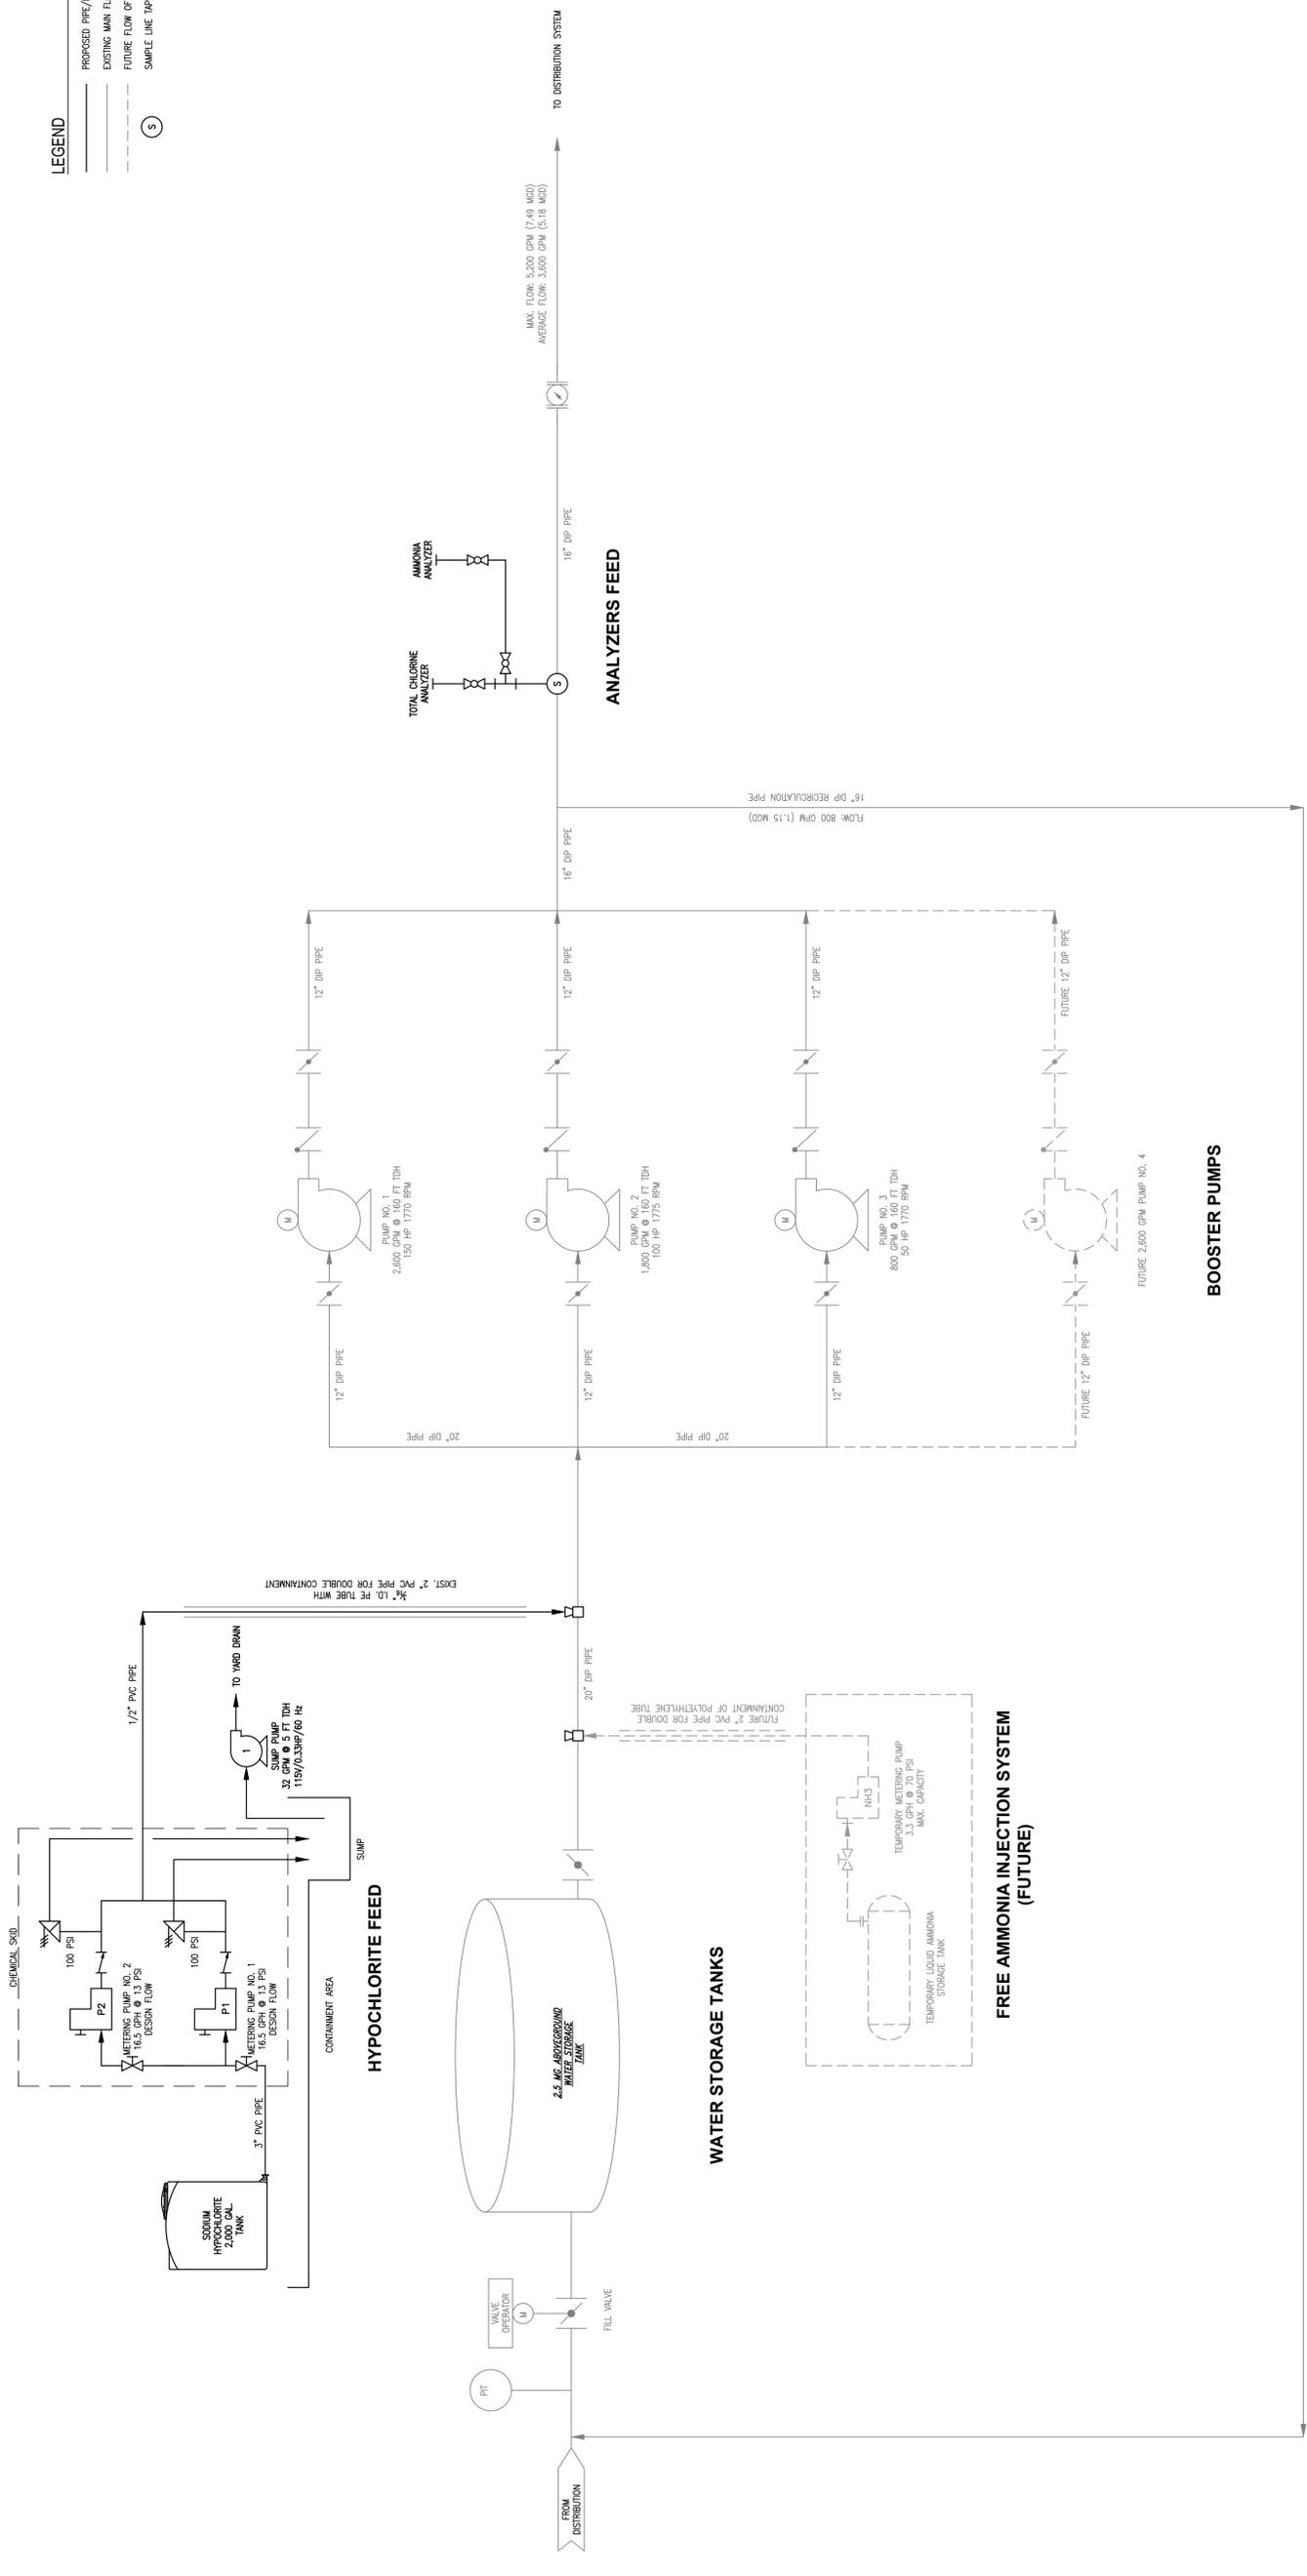 LEGEND
PROPOSED PIPE/
EXISTING MAIN FL
FUTURE FLOW OF
SAMPLE LINE TAP
S
CHEMICAL SKID
SODIUM
HYPOCHLORITE
2,000 GAL.
TANK
3" PVC PIPE
METERING PUMP NO. 2
16.5 GPH @ 13 PSI
DESIGN FLOW
P2
100 PSI
METERING PUMP NO. 1
16.5 GPH @ 13 PSI
DESIGN FLOW
P1
100 PSI
1/2" PVC PIPE
TO YARD DRAIN
1
SUMP PUMP
32 GPM @ 5 FT TDH
115V/0.33HP/60 Hz
SUMP
CONTAINMENT AREA
HYPOCHLORITE FEED
I.D. PE TUBE WITH
EXIST. 2" PVC PIPE FOR DOUBLE CONTAINMENT
FROM
DISTRIBUTION
PIT
VALVE
OPERATOR
M
FILL VALVE
2.5 MG ABOVEGROUND
WATER STORAGE
TANK
WATER STORAGE TANKS
20" DIP PIPE
FUTURE 2" PVC PIPE FOR DOUBLE
CONTAINMENT OF POLYETHYLENE TUBE
NH3
TEMPORARY METERING PUMP
3.3 GPH @ 70 PSI
MAX. CAPACITY
TEMPORARY LIQUID AMMONIA
STORAGE TANK
FREE AMMONIA INJECTION SYSTEM
(FUTURE)
20" DIP PIPE
20" DIP PIPE
12" DIP PIPE
M
PUMP NO. 1
2,600 GPM @ 160 FT TDH
150 HP 1770 RPM
12" DIP PIPE
12" DIP PIPE
M
PUMP NO. 2
1,800 GPM @ 160 FT TDH
100 HP 1775 RPM
12" DIP PIPE
12" DIP PIPE
M
PUMP NO. 3
800 GPM @ 160 FT TDH
50 HP 1770 RPM
12" DIP PIPE
FUTURE 12" DIP PIPE
M
FUTURE 2,600 GPM PUMP NO. 4
FUTURE 12" DIP PIPE
BOOSTER PUMPS
16" DIP PIPE
16" DIP RECIRCULATION PIPE
FLOW: 800 GPM (1.15 MGD)
TOTAL CHLORINE
ANALYZER
AMMONIA
ANALYZER
S
ANALYZERS FEED
16" DIP PIPE
MAX. FLOW: 5,200 GPM (7.49 MGD)
AVERAGE FLOW: 3,600 GPM (5.18 MGD)
TO DISTRIBUTION SYSTEM